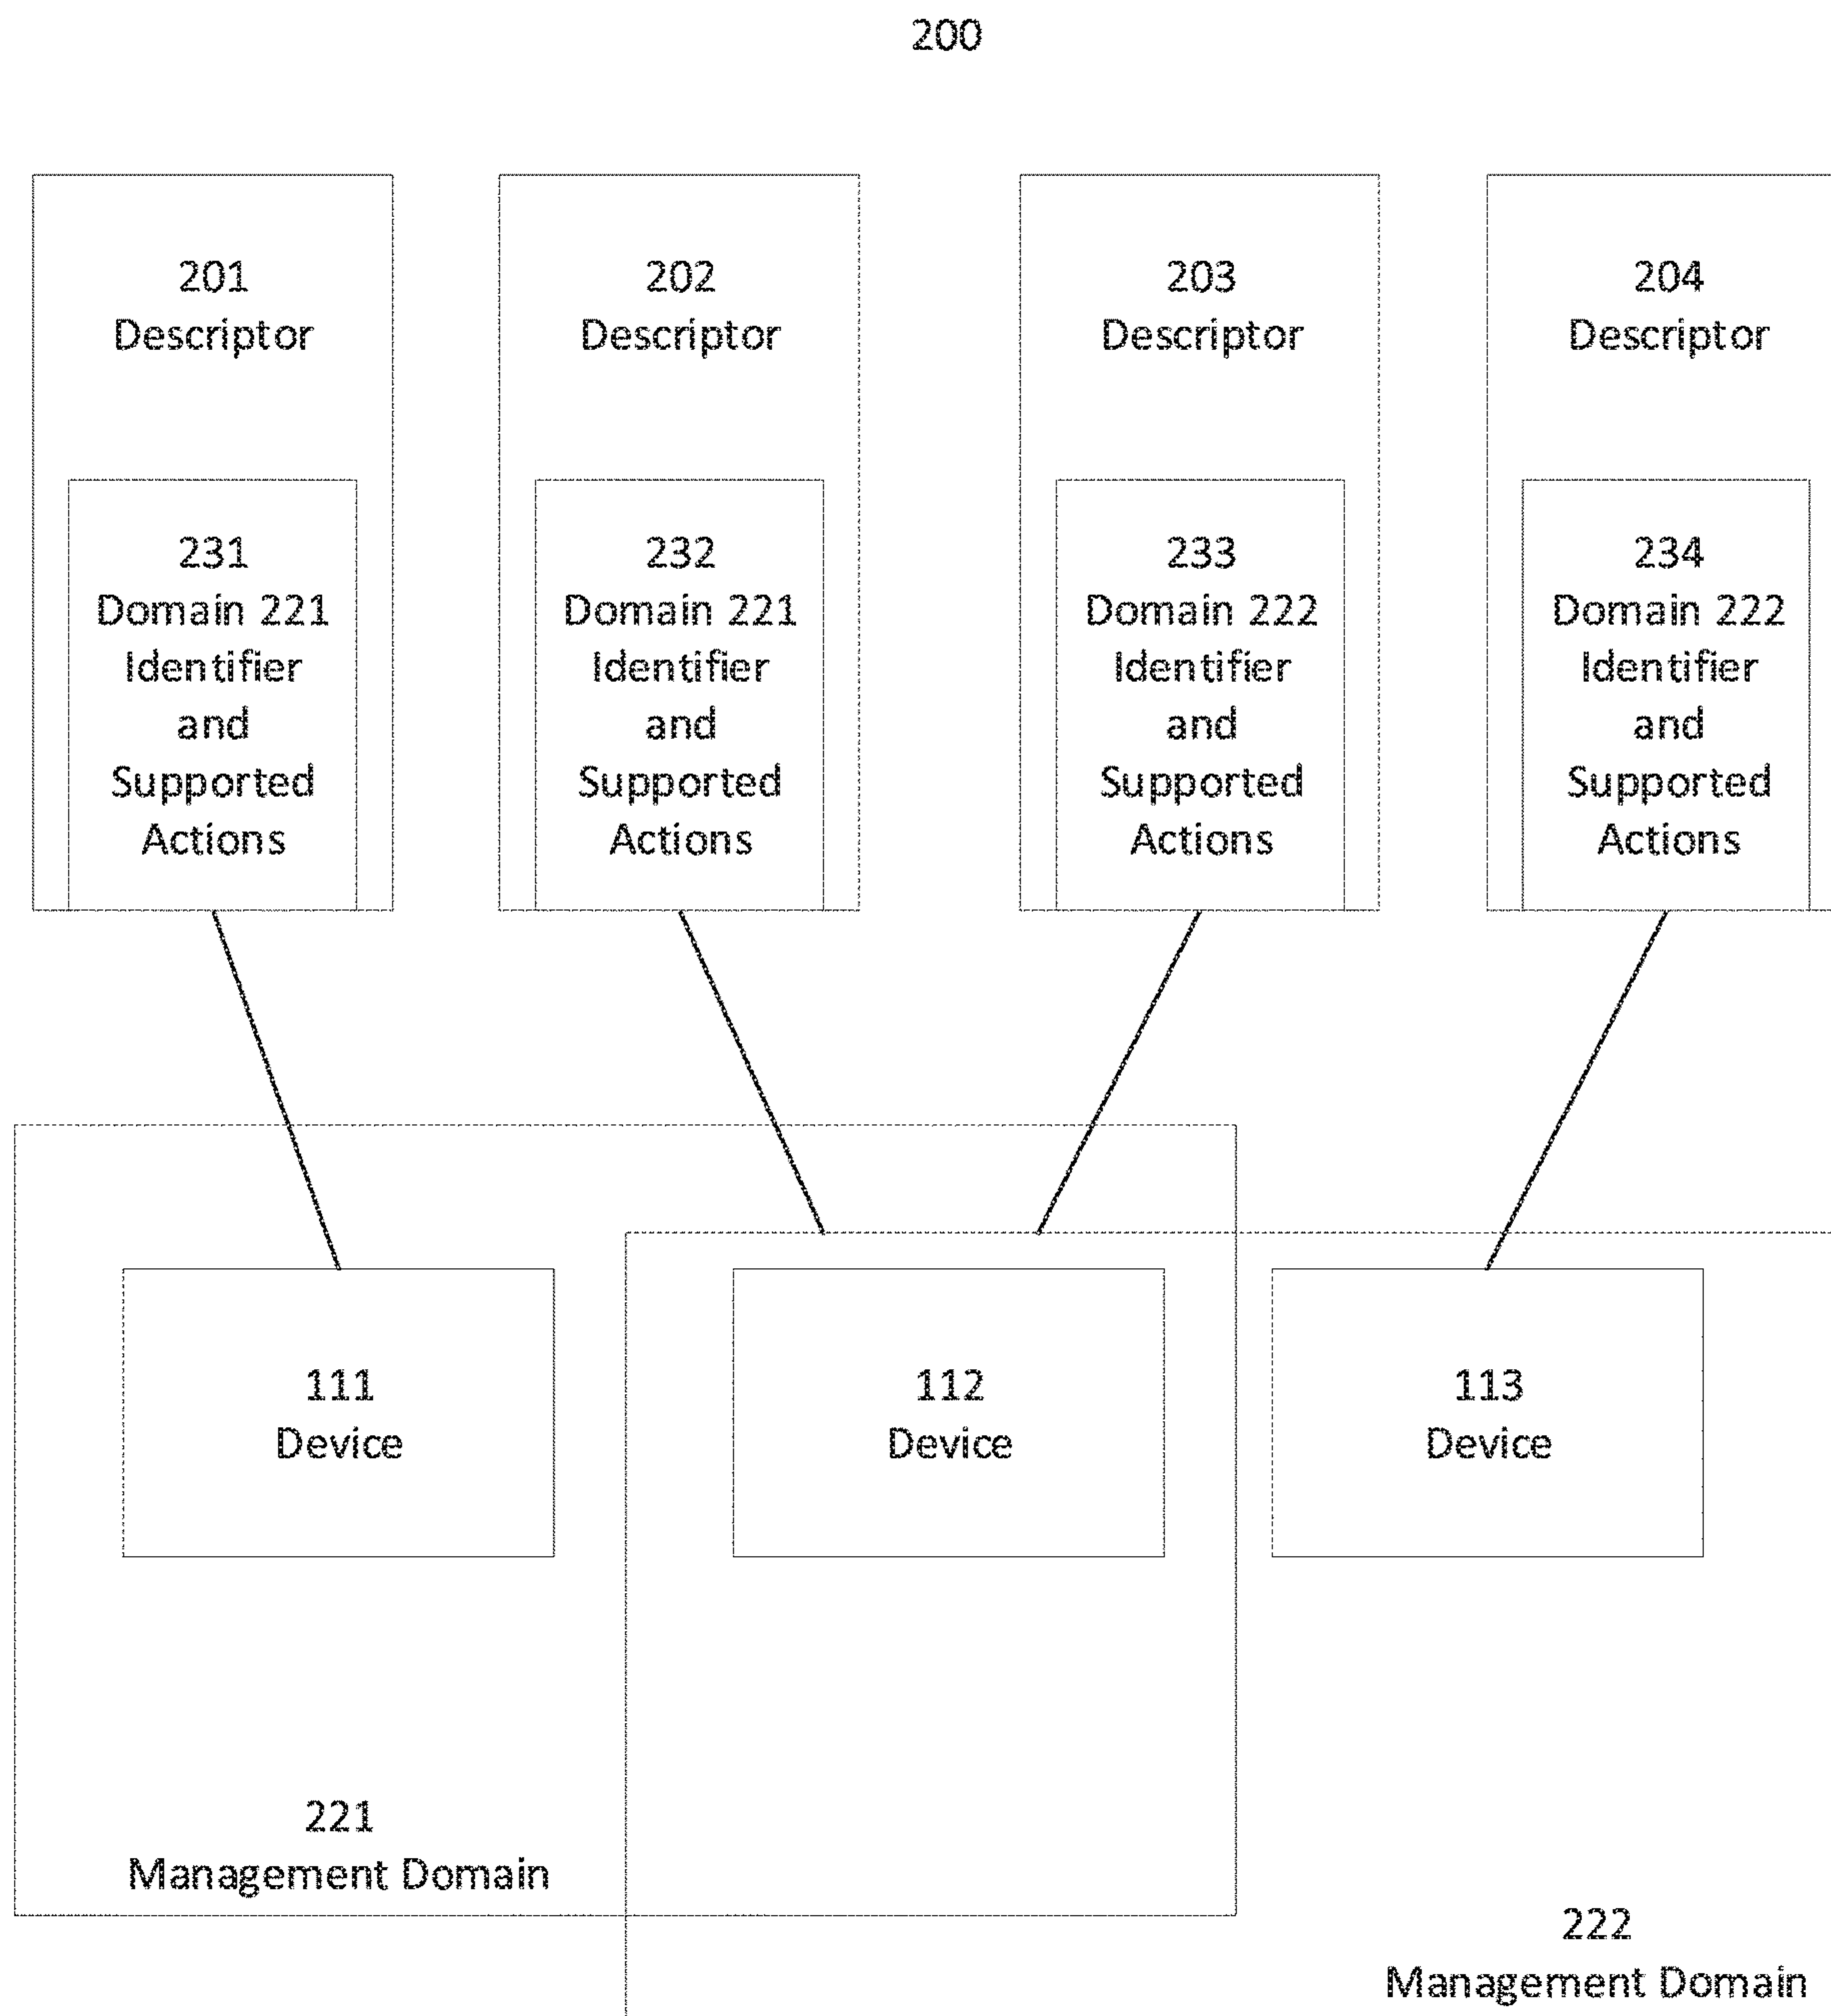 200
201
Descriptor
202
Descriptor
203
Descriptor
204
Descriptor
231
Domain 221
Identifier
and
Supported
Actions
232
Domain 221
Identifier
and
Supported
Actions
233
Domain 222
Identifier
and
Supported
Actions
234
Domain 222
Identifier
and
Supported
Actions
111
Device
112
Device
113
Device
221
Management Domain
222
Management Domain